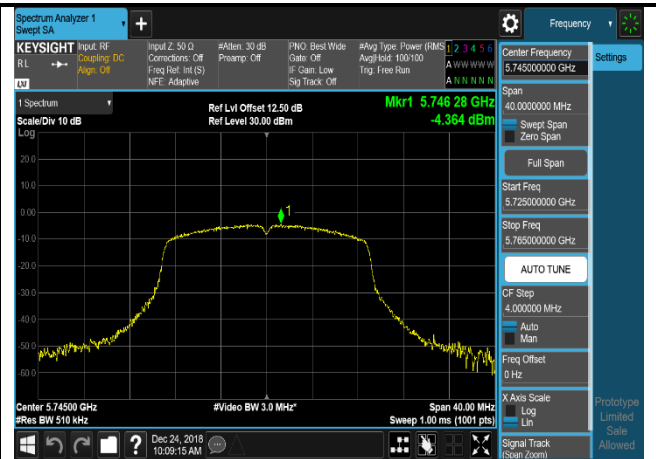 Spectrum Analyzer 1
Swept SA
Frequency
KEYSIGHT
RL
LXI
Input: RF
Coupling: DC
Align: Off
Input Z: 50 Ω
Corrections: Off
Freq Ref: Int (S)
NFE: Adaptive
#Atten: 30 dB
Preamp: Off
PNO: Best Wide
Gate: Off
IF Gain: Low
Sig Track: Off
#Avg Type: Power (RMS
Avg|Hold: 100/100
Trig: Free Run
1 2 3 4 5 6
A W W W W W
A N N N N N
1 Spectrum
Scale/Div 10 dB
Log
Ref Lvl Offset 12.50 dB
Ref Level 30.00 dBm
Mkr1 5.746 28 GHz
-4.364 dBm
20.0
10.0
0.00
-10.0
-20.0
-30.0
-40.0
-50.0
-60.0
1
Center 5.74500 GHz
#Res BW 510 kHz
#Video BW 3.0 MHz*
Span 40.00 MHz
Sweep 1.00 ms (1001 pts)
Dec 24, 2018
10:09:15 AM
?
Center Frequency
5.745000000 GHz
Span
40.0000000 MHz
Swept Span
Zero Span
Full Span
Start Freq
5.725000000 GHz
Stop Freq
5.765000000 GHz
AUTO TUNE
CF Step
4.000000 MHz
Auto
Man
Freq Offset
0 Hz
X Axis Scale
Log
Lin
Signal Track
(Span Zoom)
Settings
Prototype
Limited
Sale
Allowed